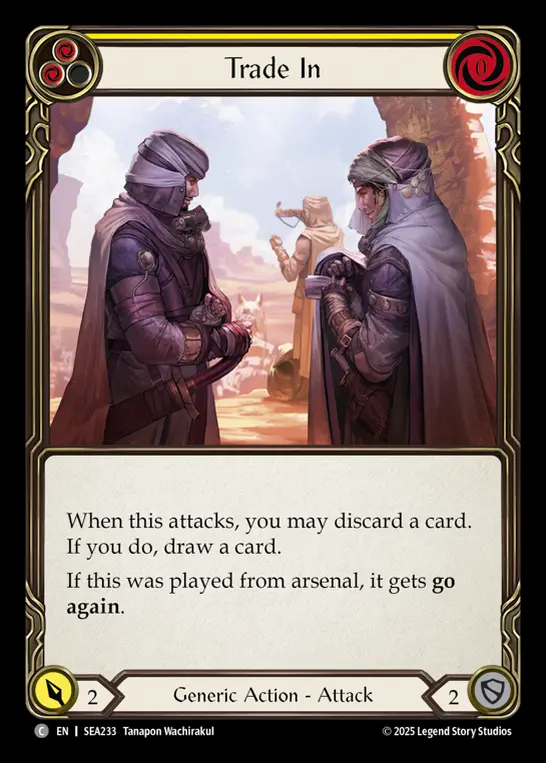 Trade In
0
When this attacks, you may discard a card.
If you do, draw a card.
If this was played from arsenal, it gets go
again.
2
Generic Action - Attack
2
C EN | SEA233 Tanapon Wachirakul
© 2025 Legend Story Studios